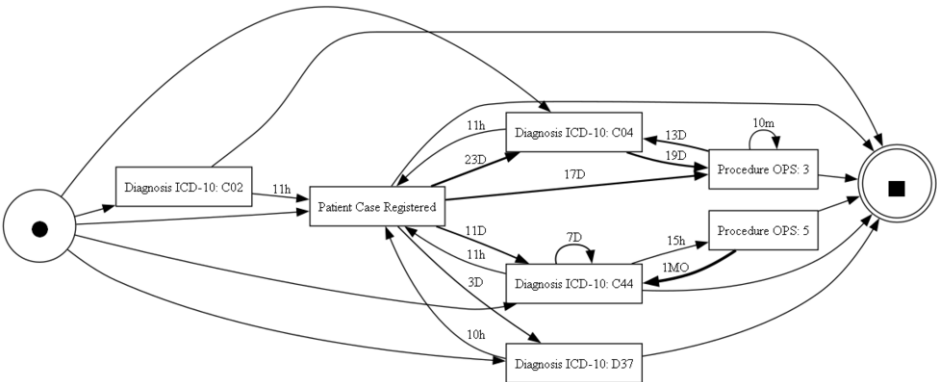 10m
11h
Diagnosis ICD-10: C04
13D
23D
19D
Procedure OPS: 3
17D
Diagnosis ICD-10: C02
11h
Patient Case Registered
11D
7D
15h
Procedure OPS: 5
11h
1MO
Diagnosis ICD-10: C44
3D
10h
Diagnosis ICD-10: D37